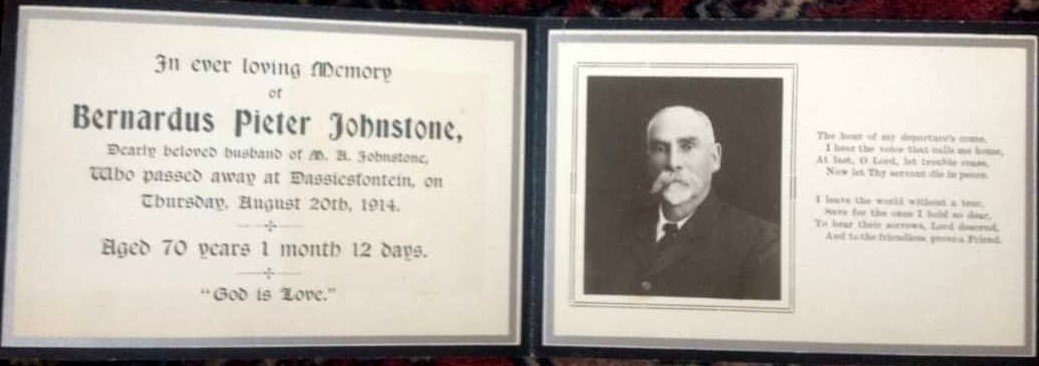 In ever loving Memory
of
Bernardus Pieter Johnstone,
Dearly beloved husband of M. A. Johnstone,
Who passed away at Dassiesfontein, on
Thursday, August 20th, 1914.
Aged 70 years 1 month 12 days.
"God is Love."
The hour of my departure's come,
I hear the voice that calls me home,
At last, O Lord, let trouble cease,
Now let Thy servant die in peace.
I leave the world without a tear,
Save for the ones I hold so dear,
To hear their sorrows, Lord descend,
And to the friendless, prove a Friend.